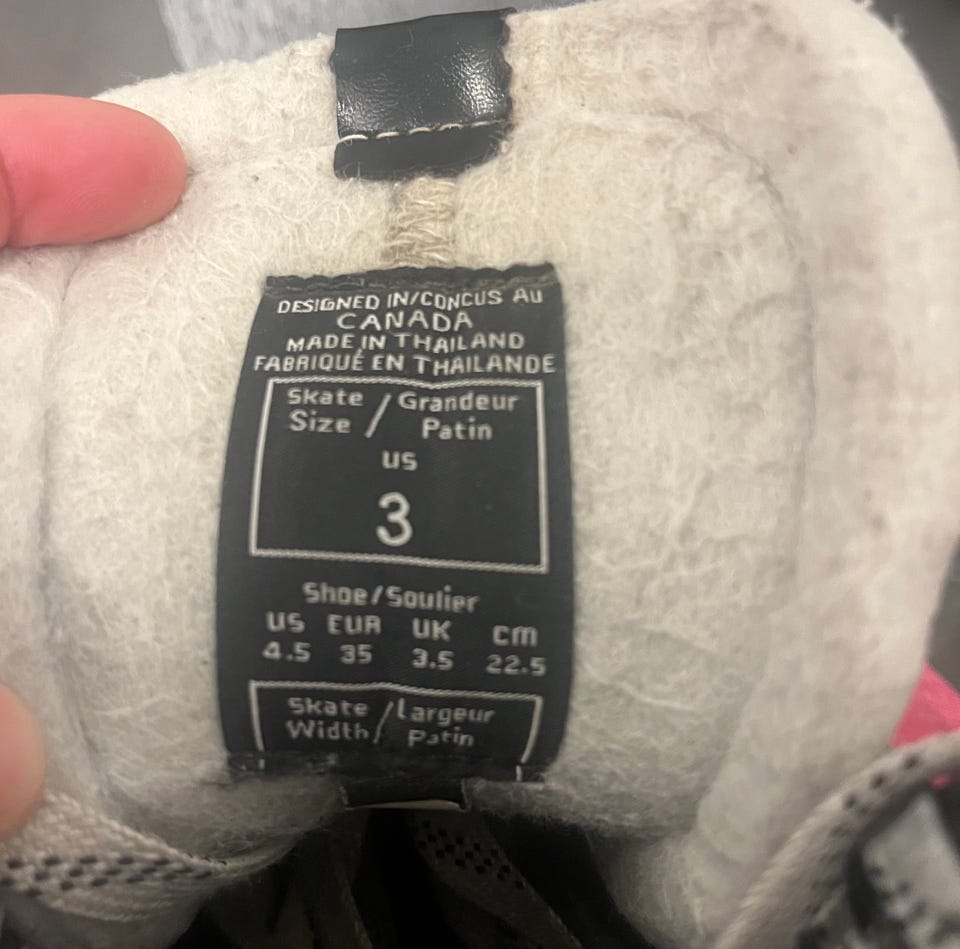 DESIGNED IN/CONCUS AU
CANADA
MADE IN THAILAND
FABRIQUÉ EN THAILANDE
Skate Size / Grandeur Patin
US
3
Shoe/Soulier
US EUR UK cm
4.5 35 3.5 22.5
Skate Width / Largeur Patin